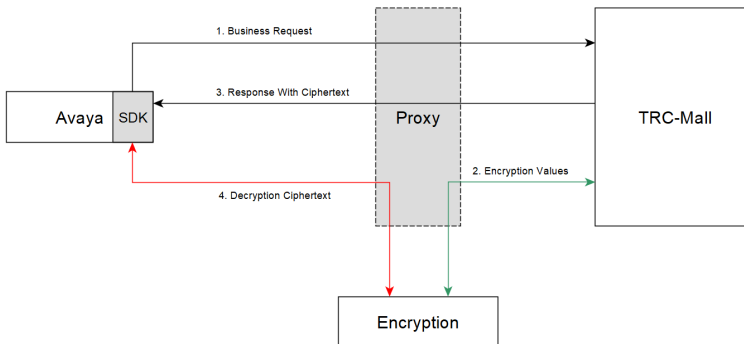 1. Business Request
3. Response With Ciphertext
Avaya
SDK
Proxy
TRC-Mall
2. Encryption Values
4. Decryption Ciphertext
Encryption